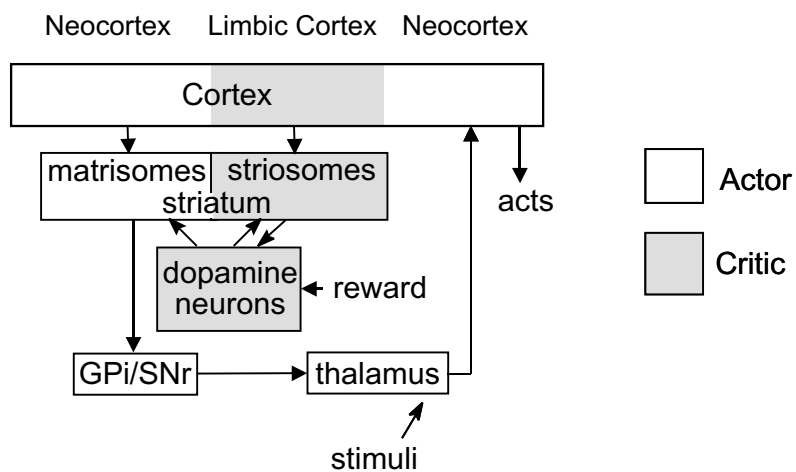 Neocortex Limbic Cortex Neocortex
Cortex
matrisomes striosomes
striatum
acts
Actor
dopamine
neurons
reward
Critic
GPi/SNr
thalamus
stimuli